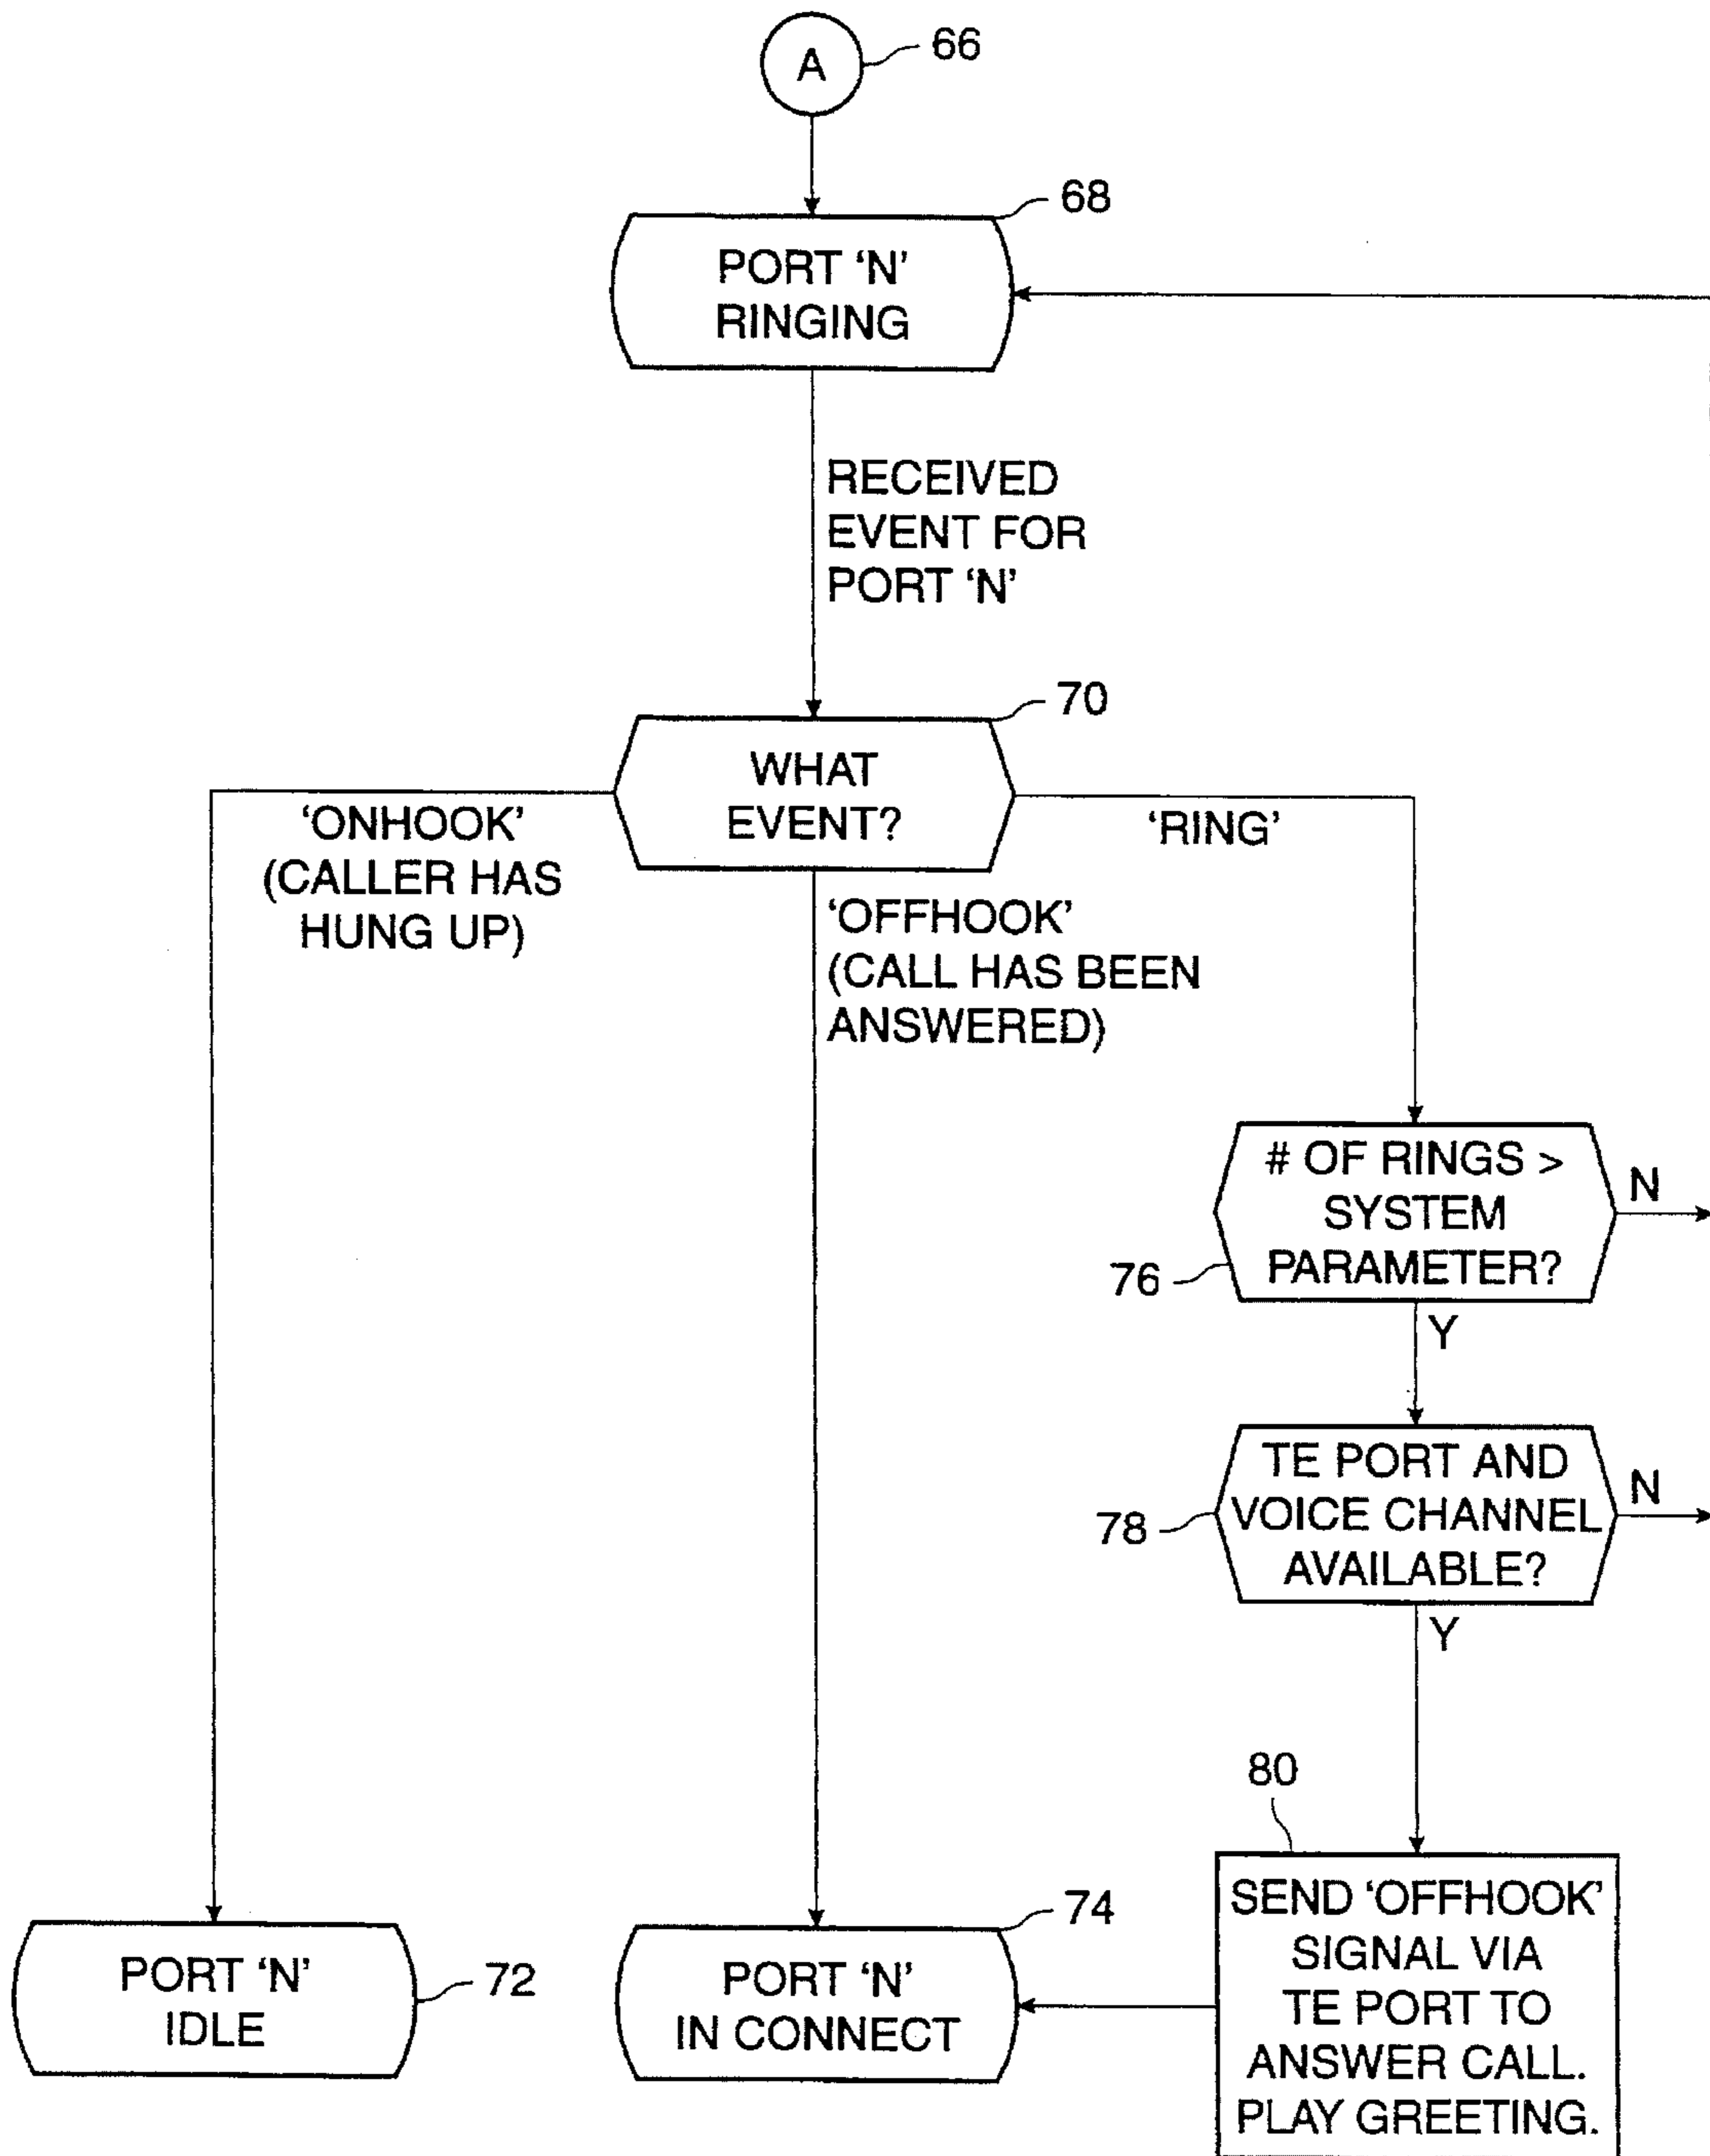 A
66
68
PORT ‘N’
RINGING
RECEIVED
EVENT FOR
PORT ‘N’
70
WHAT
EVENT?
‘ONHOOK’
(CALLER HAS
HUNG UP)
‘OFFHOOK’
(CALL HAS BEEN
ANSWERED)
‘RING’
# OF RINGS >
SYSTEM
PARAMETER?
N
76
Y
TE PORT AND
VOICE CHANNEL
AVAILABLE?
N
78
Y
80
SEND ‘OFFHOOK’
SIGNAL VIA
TE PORT TO
ANSWER CALL.
PLAY GREETING.
74
PORT ‘N’
IN CONNECT
PORT ‘N’
IDLE
72